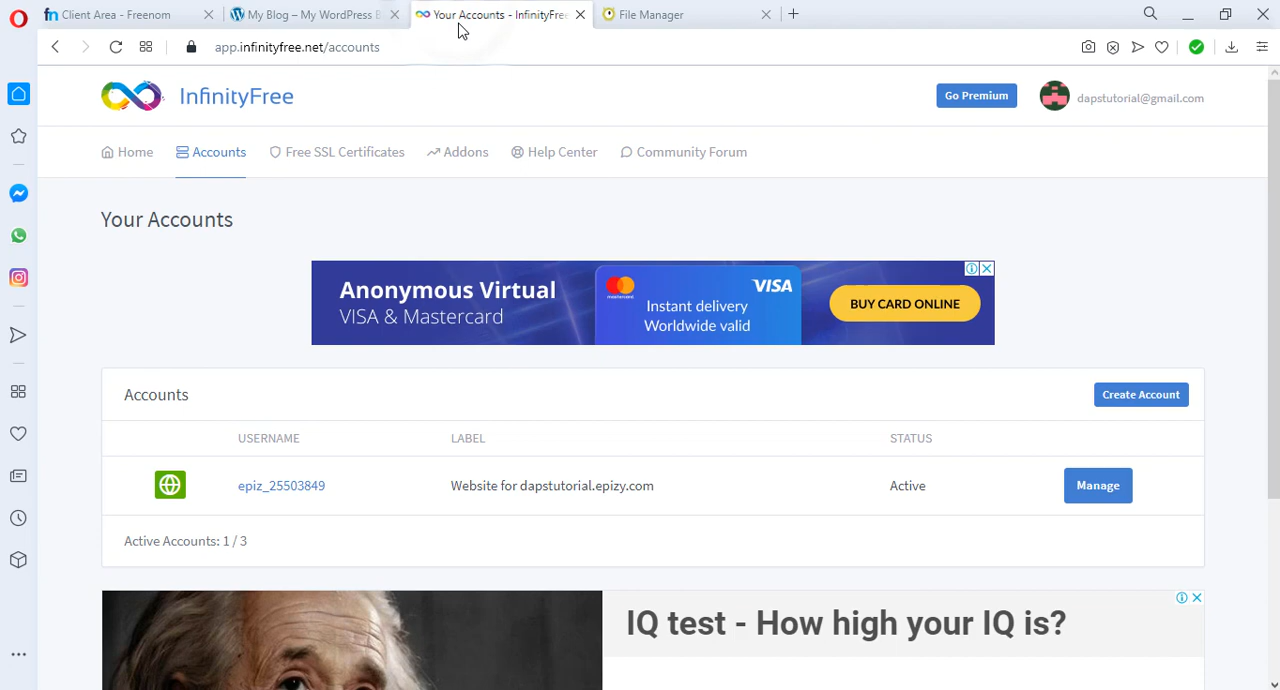 Client Area - Freenom
My Blog – My WordPress B
Your Accounts - InfinityFree
File Manager
app.infinityfree.net/accounts
InfinityFree
Go Premium
dapstutorial@gmail.com
Home
Accounts
Free SSL Certificates
Addons
Help Center
Community Forum
Your Accounts
Anonymous Virtual
VISA & Mastercard
mastercard
Instant delivery
Worldwide valid
VISA
BUY CARD ONLINE
Accounts
Create Account
USERNAME LABEL STATUS
epiz_25503849 Website for dapstutorial.epizy.com Active Manage
Active Accounts: 1 / 3
IQ test - How high your IQ is?